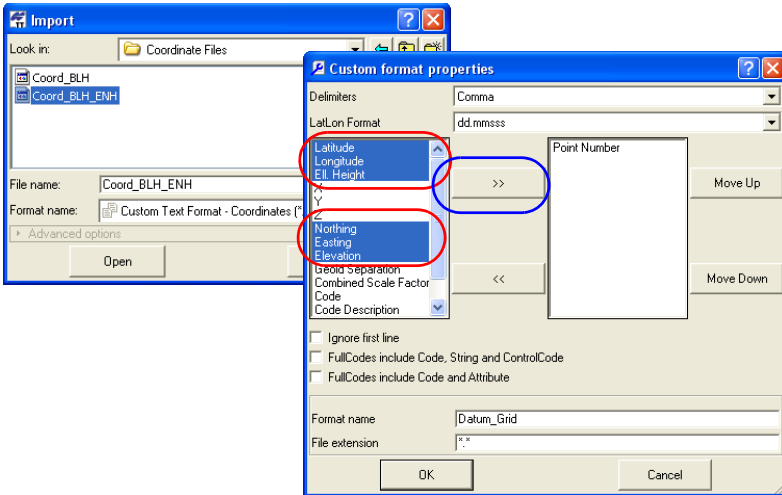 Import
Look in:
Coordinate Files
Coord_BLH
Coord_BLH_ENH
File name:
Coord_BLH_ENH
Format name:
Custom Text Format - Coordinates (*.
Advanced options
Open
Custom format properties
Delimiters
Comma
LatLon Format
dd.mmsss
Latitude
Longitude
Ell. Height
X
Y
Z
Northing
Easting
Elevation
Geoid Separation
Combined Scale Factor
Code
Code Description
>>
<<
Point Number
Move Up
Move Down
Ignore first line
FullCodes include Code, String and ControlCode
FullCodes include Code and Attribute
Format name
Datum_Grid
File extension
*.*
OK
Cancel